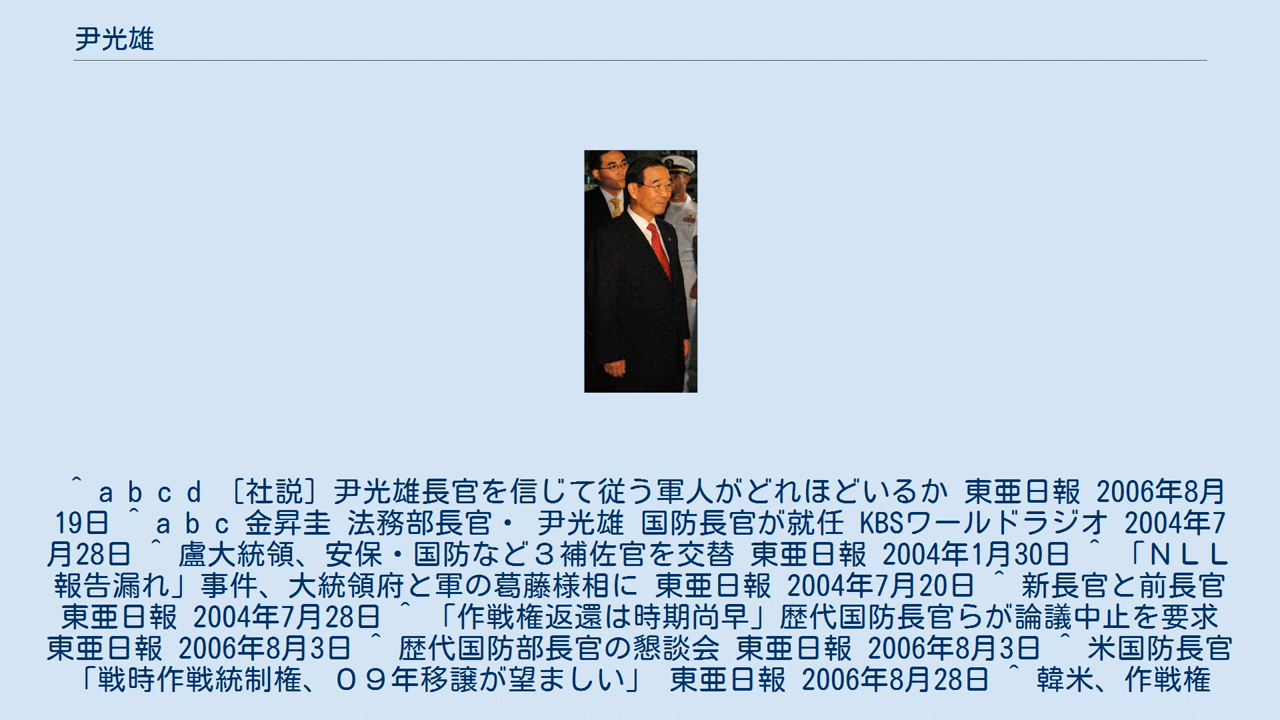 尹光雄
^ a b c d ［社説］尹光雄長官を信じて従う軍人がどれほどいるか 東亜日報 2006年8月
19日 ^ a b c 金昇圭 法務部長官・ 尹光雄 国防長官が就任 KBSワールドラジオ 2004年7
月28日 ^ 盧大統領、安保・国防など３補佐官を交替 東亜日報 2004年1月30日 ^ 「ＮＬＬ
報告漏れ」事件、大統領府と軍の葛藤様相に 東亜日報 2004年7月20日 ^ 新長官と前長官
東亜日報 2004年7月28日 ^ 「作戦権返還は時期尚早」歴代国防長官らが論議中止を要求
東亜日報 2006年8月3日 ^ 歴代国防部長官の懇談会 東亜日報 2006年8月3日 ^ 米国防長官
「戦時作戦統制権、０９年移譲が望ましい」 東亜日報 2006年8月28日 ^ 韓米、作戦権